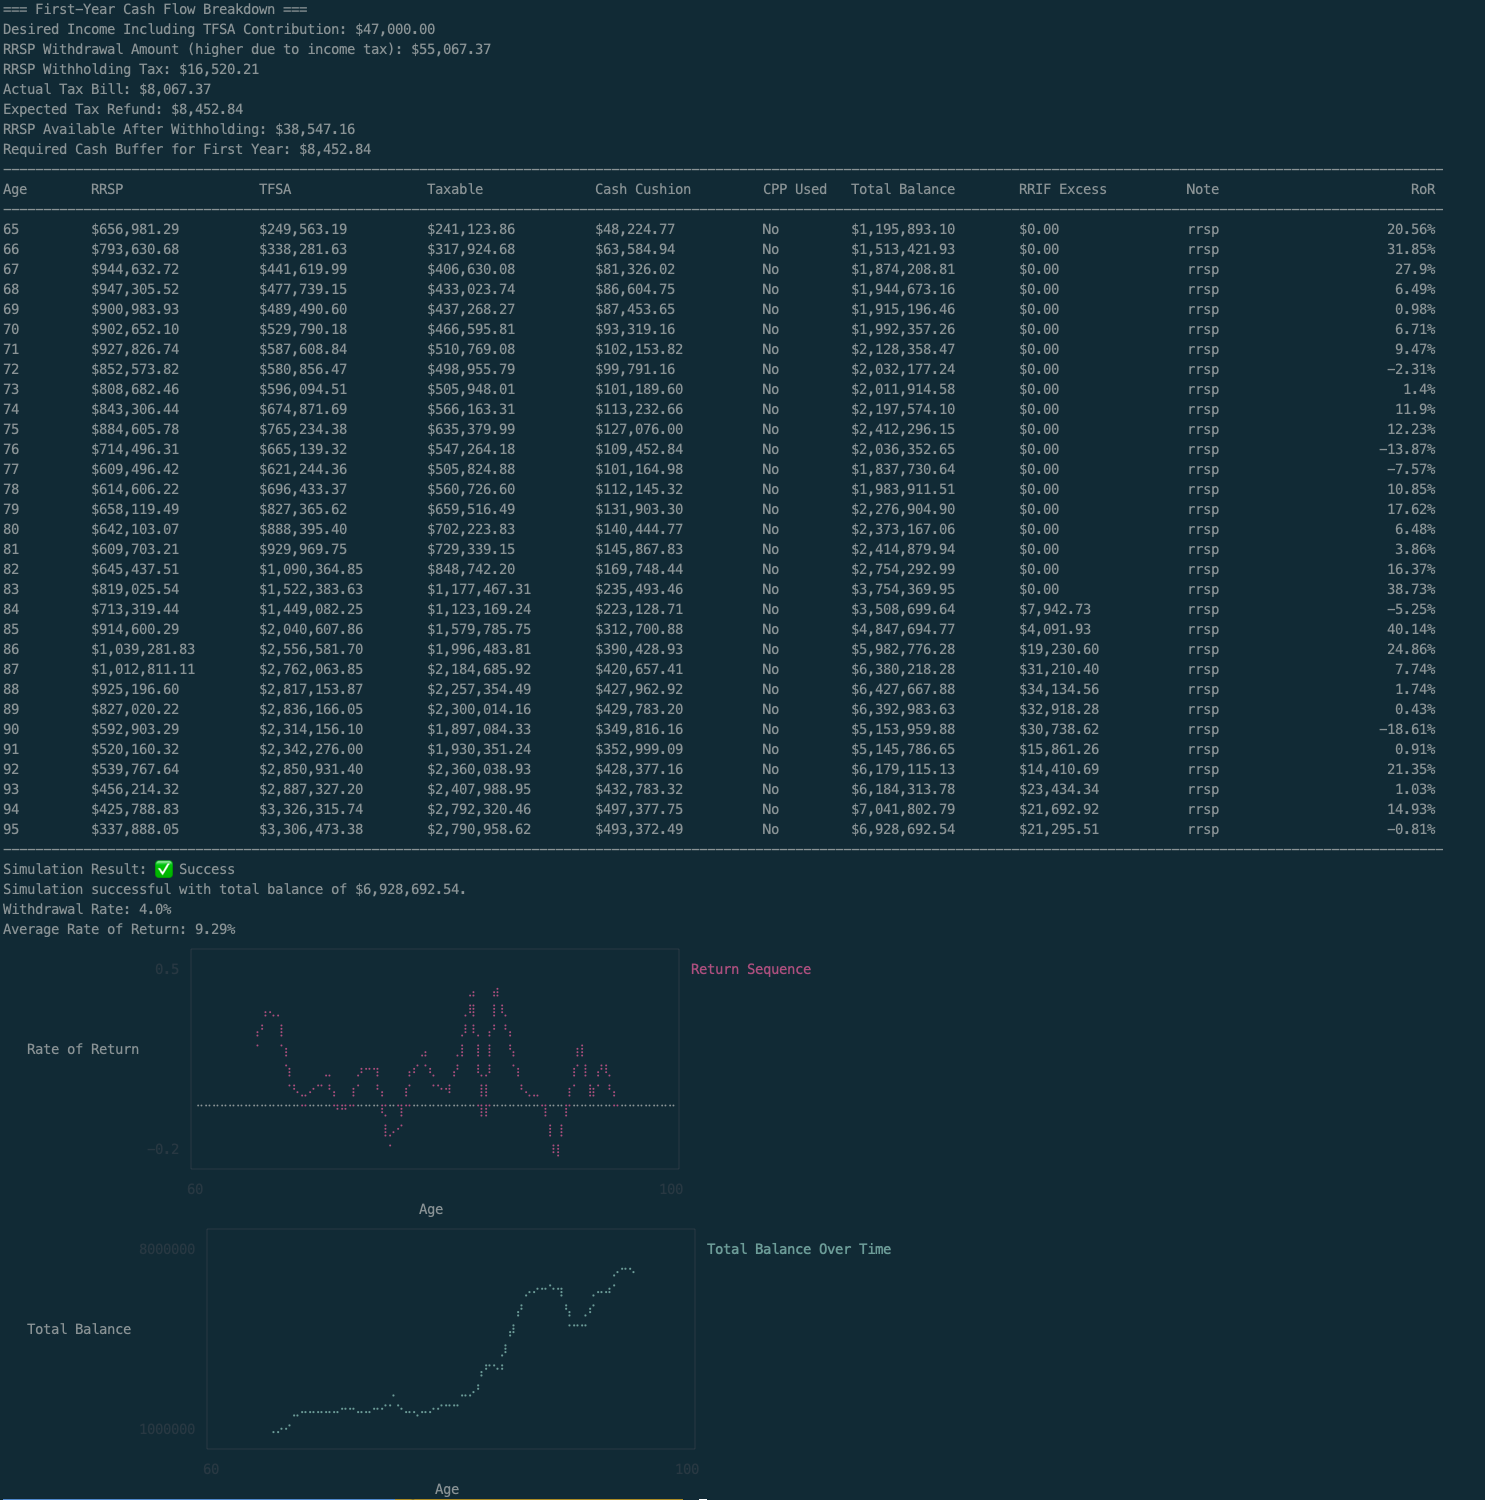 === First-Year Cash Flow Breakdown ===
Desired Income Including TFSA Contribution: $47,000.00
RRSP Withdrawal Amount (higher due to income tax): $55,067.37
RRSP Withholding Tax: $16,520.21
Actual Tax Bill: $8,067.37
Expected Tax Refund: $8,452.84
RRSP Available After Withholding: $38,547.16
Required Cash Buffer for First Year: $8,452.84
Age RRSP TFSA Taxable Cash Cushion CPP Used Total Balance RRIF Excess Note RoR
65 $656,981.29 $249,563.19 $241,123.86 $48,224.77 No $1,195,893.10 $0.00 rrsp 20.56%
66 $793,630.68 $338,281.63 $317,924.68 $63,584.94 No $1,513,421.93 $0.00 rrsp 31.85%
67 $944,632.72 $441,619.99 $406,630.08 $81,326.02 No $1,874,208.81 $0.00 rrsp 27.9%
68 $947,305.52 $477,739.15 $433,023.74 $86,604.75 No $1,944,673.16 $0.00 rrsp 6.49%
69 $900,983.93 $489,490.60 $437,268.27 $87,453.65 No $1,915,196.46 $0.00 rrsp 0.98%
70 $902,652.10 $529,790.18 $466,595.81 $93,319.16 No $1,992,357.26 $0.00 rrsp 6.71%
71 $927,826.74 $587,608.84 $510,769.08 $102,153.82 No $2,128,358.47 $0.00 rrsp 9.47%
72 $852,573.82 $580,856.47 $498,955.79 $99,791.16 No $2,032,177.24 $0.00 rrsp -2.31%
73 $808,682.46 $596,094.51 $505,948.01 $101,189.60 No $2,011,914.58 $0.00 rrsp 1.4%
74 $843,306.44 $674,871.69 $566,163.31 $113,232.66 No $2,197,574.10 $0.00 rrsp 11.9%
75 $884,605.78 $765,234.38 $635,379.99 $127,076.00 No $2,412,296.15 $0.00 rrsp 12.23%
76 $714,496.31 $665,139.32 $547,264.18 $109,452.84 No $2,036,352.65 $0.00 rrsp -13.87%
77 $609,496.42 $621,244.36 $505,824.88 $101,164.98 No $1,837,730.64 $0.00 rrsp -7.57%
78 $614,606.22 $696,433.37 $560,726.60 $112,145.32 No $1,983,911.51 $0.00 rrsp 10.85%
79 $658,119.49 $827,365.62 $659,516.49 $131,903.30 No $2,276,904.90 $0.00 rrsp 17.62%
80 $642,103.07 $888,395.40 $702,223.83 $140,444.77 No $2,373,167.06 $0.00 rrsp 6.48%
81 $609,703.21 $929,969.75 $729,339.15 $145,867.83 No $2,414,879.94 $0.00 rrsp 3.86%
82 $645,437.51 $1,090,364.85 $848,742.20 $169,748.44 No $2,754,292.99 $0.00 rrsp 16.37%
83 $819,025.54 $1,522,383.63 $1,177,467.31 $235,493.46 No $3,754,369.95 $0.00 rrsp 38.73%
84 $713,319.44 $1,449,082.25 $1,123,169.24 $223,128.71 No $3,508,699.64 $7,942.73 rrsp -5.25%
85 $914,600.29 $2,040,607.86 $1,579,785.75 $312,700.88 No $4,847,694.77 $4,091.93 rrsp 40.14%
86 $1,039,281.83 $2,556,581.70 $1,996,483.81 $390,428.93 No $5,982,776.28 $19,230.60 rrsp 24.86%
87 $1,012,811.11 $2,762,063.85 $2,184,685.92 $420,657.41 No $6,380,218.28 $31,210.40 rrsp 7.74%
88 $925,196.60 $2,817,153.87 $2,257,354.49 $427,962.92 No $6,427,667.88 $34,134.56 rrsp 1.74%
89 $827,020.22 $2,836,166.05 $2,300,014.16 $429,783.20 No $6,392,983.63 $32,918.28 rrsp 0.43%
90 $592,903.29 $2,314,156.10 $1,897,084.33 $349,816.16 No $5,153,959.88 $30,738.62 rrsp -18.61%
91 $520,160.32 $2,342,276.00 $1,930,351.24 $352,999.09 No $5,145,786.65 $15,861.26 rrsp 0.91%
92 $539,767.64 $2,850,931.40 $2,360,038.93 $428,377.16 No $6,179,115.13 $14,410.69 rrsp 21.35%
93 $456,214.32 $2,887,327.20 $2,407,988.95 $432,783.32 No $6,184,313.78 $23,434.34 rrsp 1.03%
94 $425,788.83 $3,326,315.74 $2,792,320.46 $497,377.75 No $7,041,802.79 $21,692.92 rrsp 14.93%
95 $337,888.05 $3,306,473.38 $2,790,958.62 $493,372.49 No $6,928,692.54 $21,295.51 rrsp -0.81%
Simulation Result: ✅ Success
Simulation successful with total balance of $6,928,692.54.
Withdrawal Rate: 4.0%
Average Rate of Return: 9.29%
0.5 Return Sequence
Rate of Return
-0.2
60 100
Age
8000000 Total Balance Over Time
Total Balance
1000000
60 100
Age